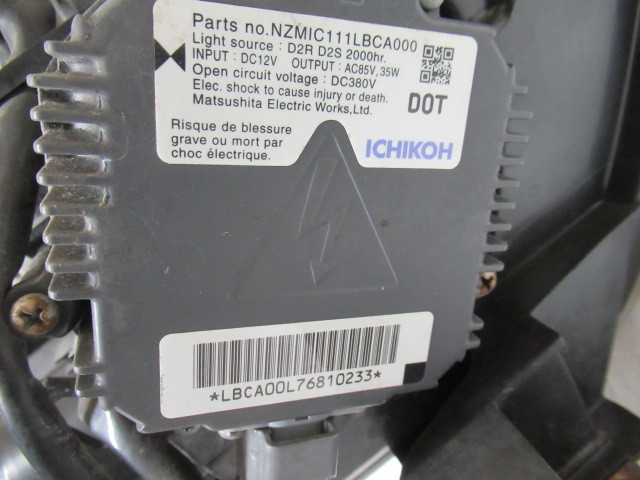 Parts no.NZMIC111LBCA000
Light source : D2R D2S 2000hr.
INPUT : DC12V OUTPUT : AC85V,35W
Open circuit voltage : DC380V
Elec. shock to cause injury or death.
Matsushita Electric Works,Ltd.
DOT
Risque de blessure
grave ou mort par
choc électrique.
ICHIKOH
*LBCA00L76810233*